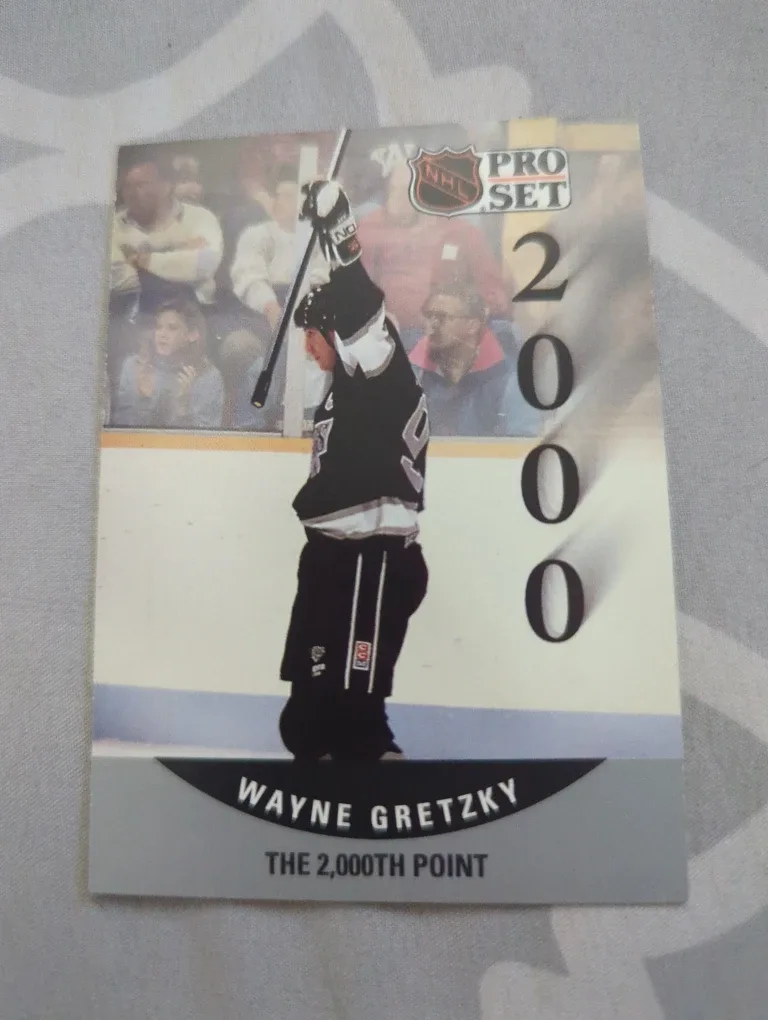 NHL
PRO
SET
2
0
0
0
WAYNE GRETZKY
THE 2,000TH POINT